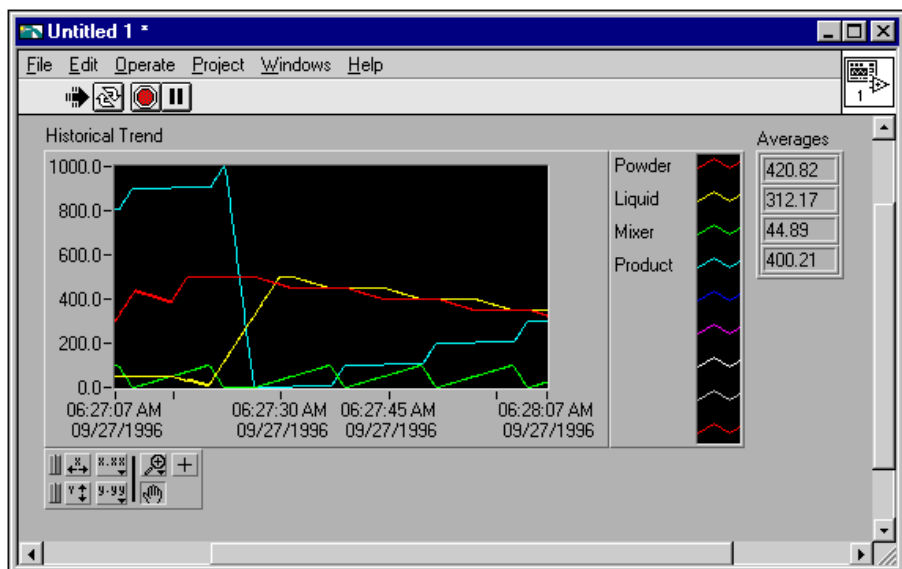 Untitled 1 *
File Edit Operate Project Windows Help
1
Historical Trend
Averages
1000.0
800.0
600.0
400.0
200.0
0.0
06:27:07 AM 06:27:30 AM 06:27:45 AM 06:28:07 AM
09/27/1996 09/27/1996 09/27/1996 09/27/1996
Powder
Liquid
Mixer
Product
420.82
312.17
44.89
400.21
X X.XX
Y Y.YY